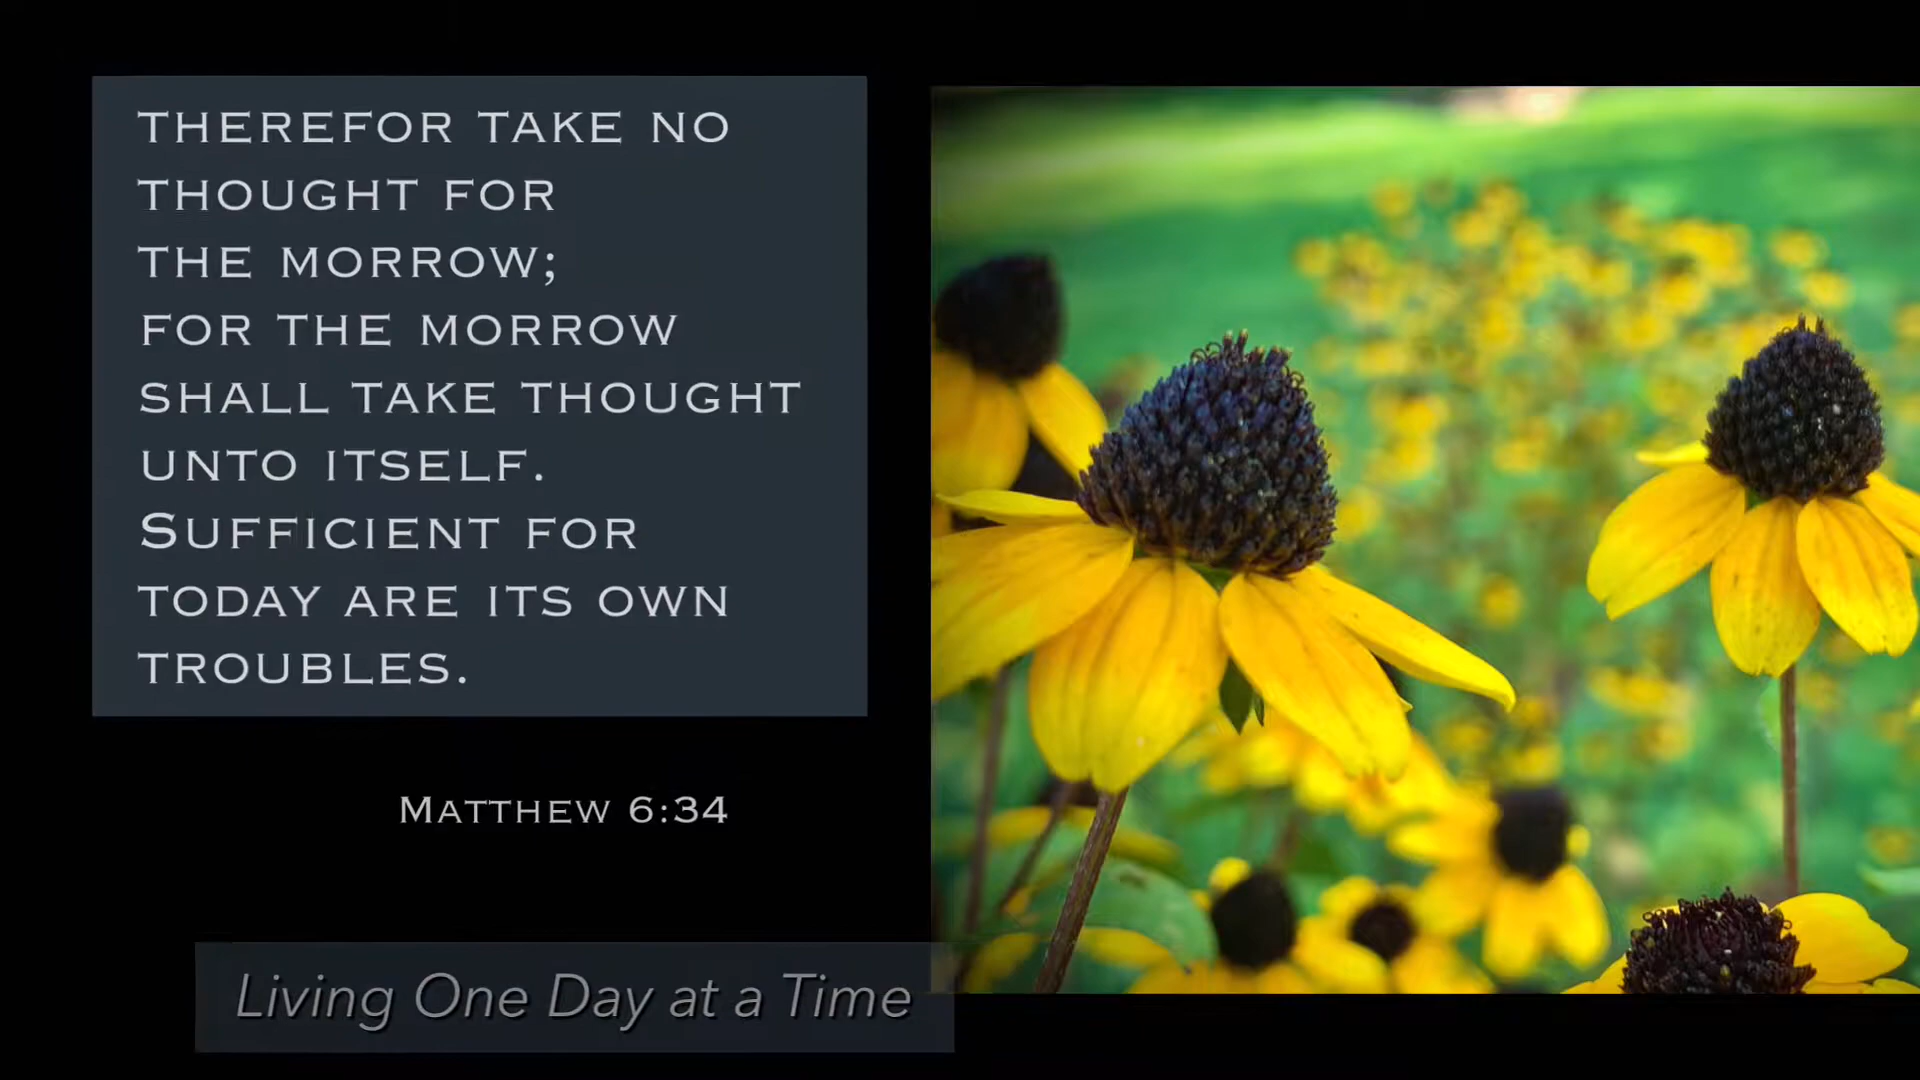 THEREFOR TAKE NO
THOUGHT FOR
THE MORROW;
FOR THE MORROW
SHALL TAKE THOUGHT
UNTO ITSELF.
SUFFICIENT FOR
TODAY ARE ITS OWN
TROUBLES.
MATTHEW 6:34
Living One Day at a Time